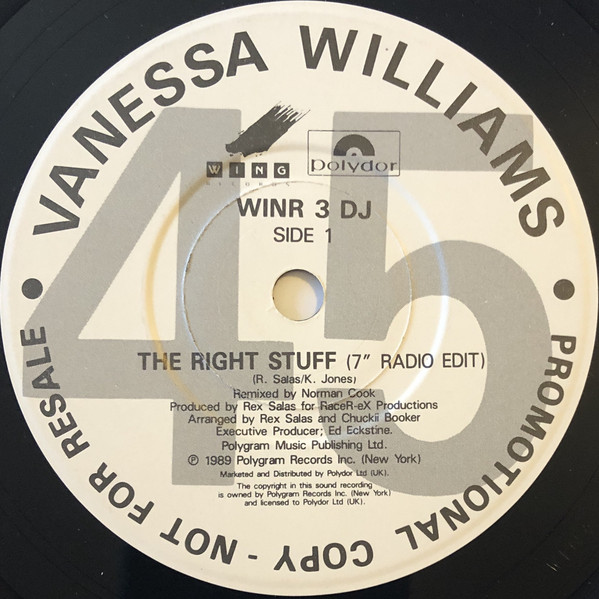 VANESSA WILLIAMS
45
WING
RECORDS
polydor
WINR 3 DJ
SIDE 1
THE RIGHT STUFF (7" RADIO EDIT)
(R. Salas/K. Jones)
Remixed by Norman Cook
Produced by Rex Salas for RaceR-eX Productions
Arranged by Rex Salas and Chuckii Booker
Executive Producer; Ed Eckstine.
Polygram Music Publishing Ltd.
℗ 1989 Polygram Records Inc. (New York)
Marketed and Distributed by Polydor Ltd (UK).
The copyright in this sound recording
is owned by Polygram Records Inc. (New York)
and licensed to Polydor Ltd (UK).
PROMOTIONAL COPY - NOT FOR RESALE